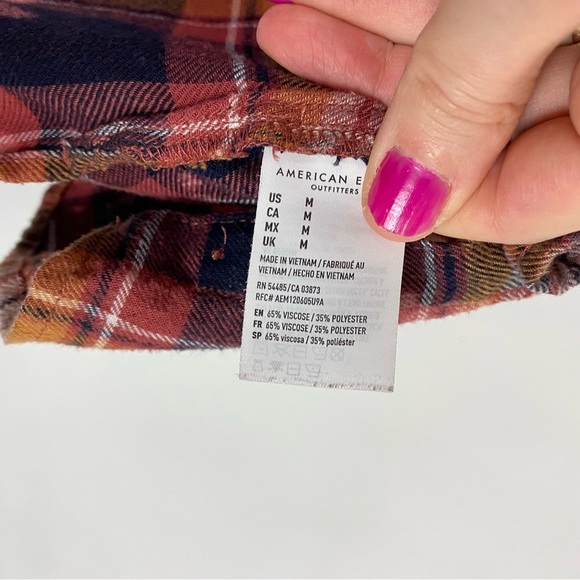 AMERICAN E
OUTFITTERS
US M
CA M
MX M
UK M
MADE IN VIETNAM / FABRIQUÉ AU
VIETNAM / HECHO EN VIETNAM
RN 54485/CA 03873
RFC# AEM120605U9A
EN 65% VISCOSE / 35% POLYESTER
FR 65% VISCOSE / 35% POLYESTER
SP 65% viscosa / 35% poliéster